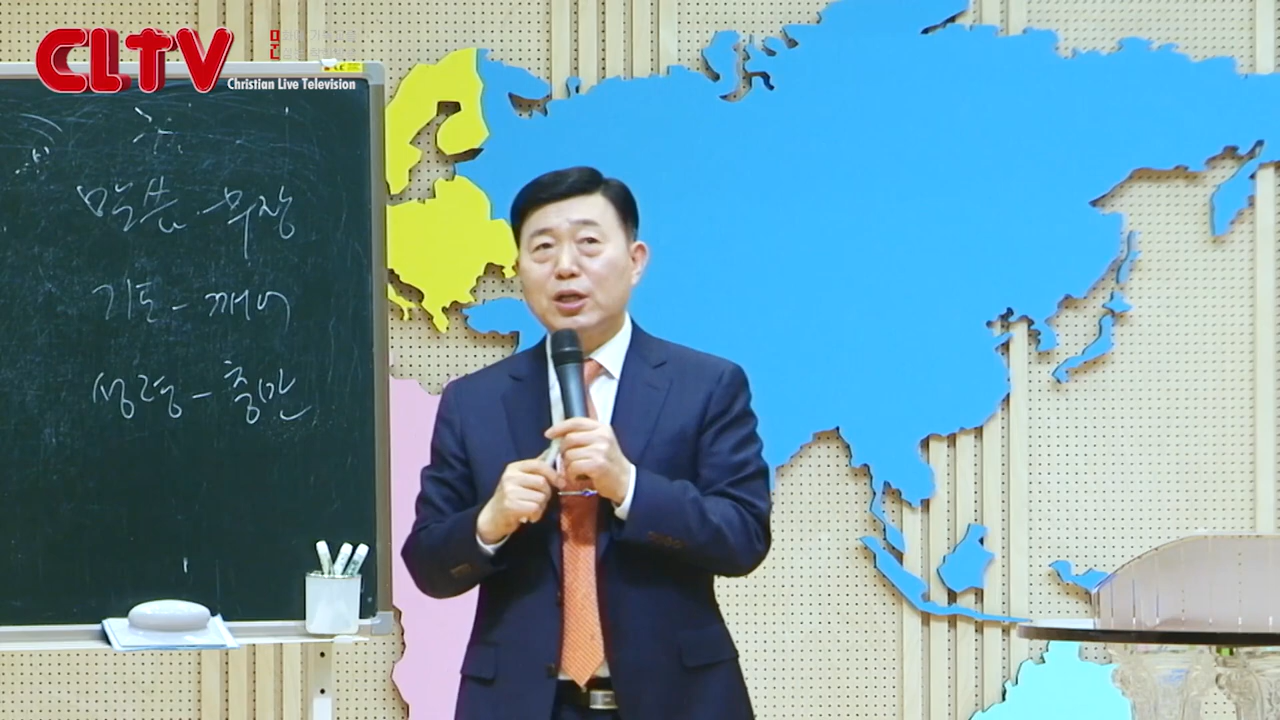 CLTV
Christian Live Television
말씀 - 무장
기도 - 깨어
성령 - 충만